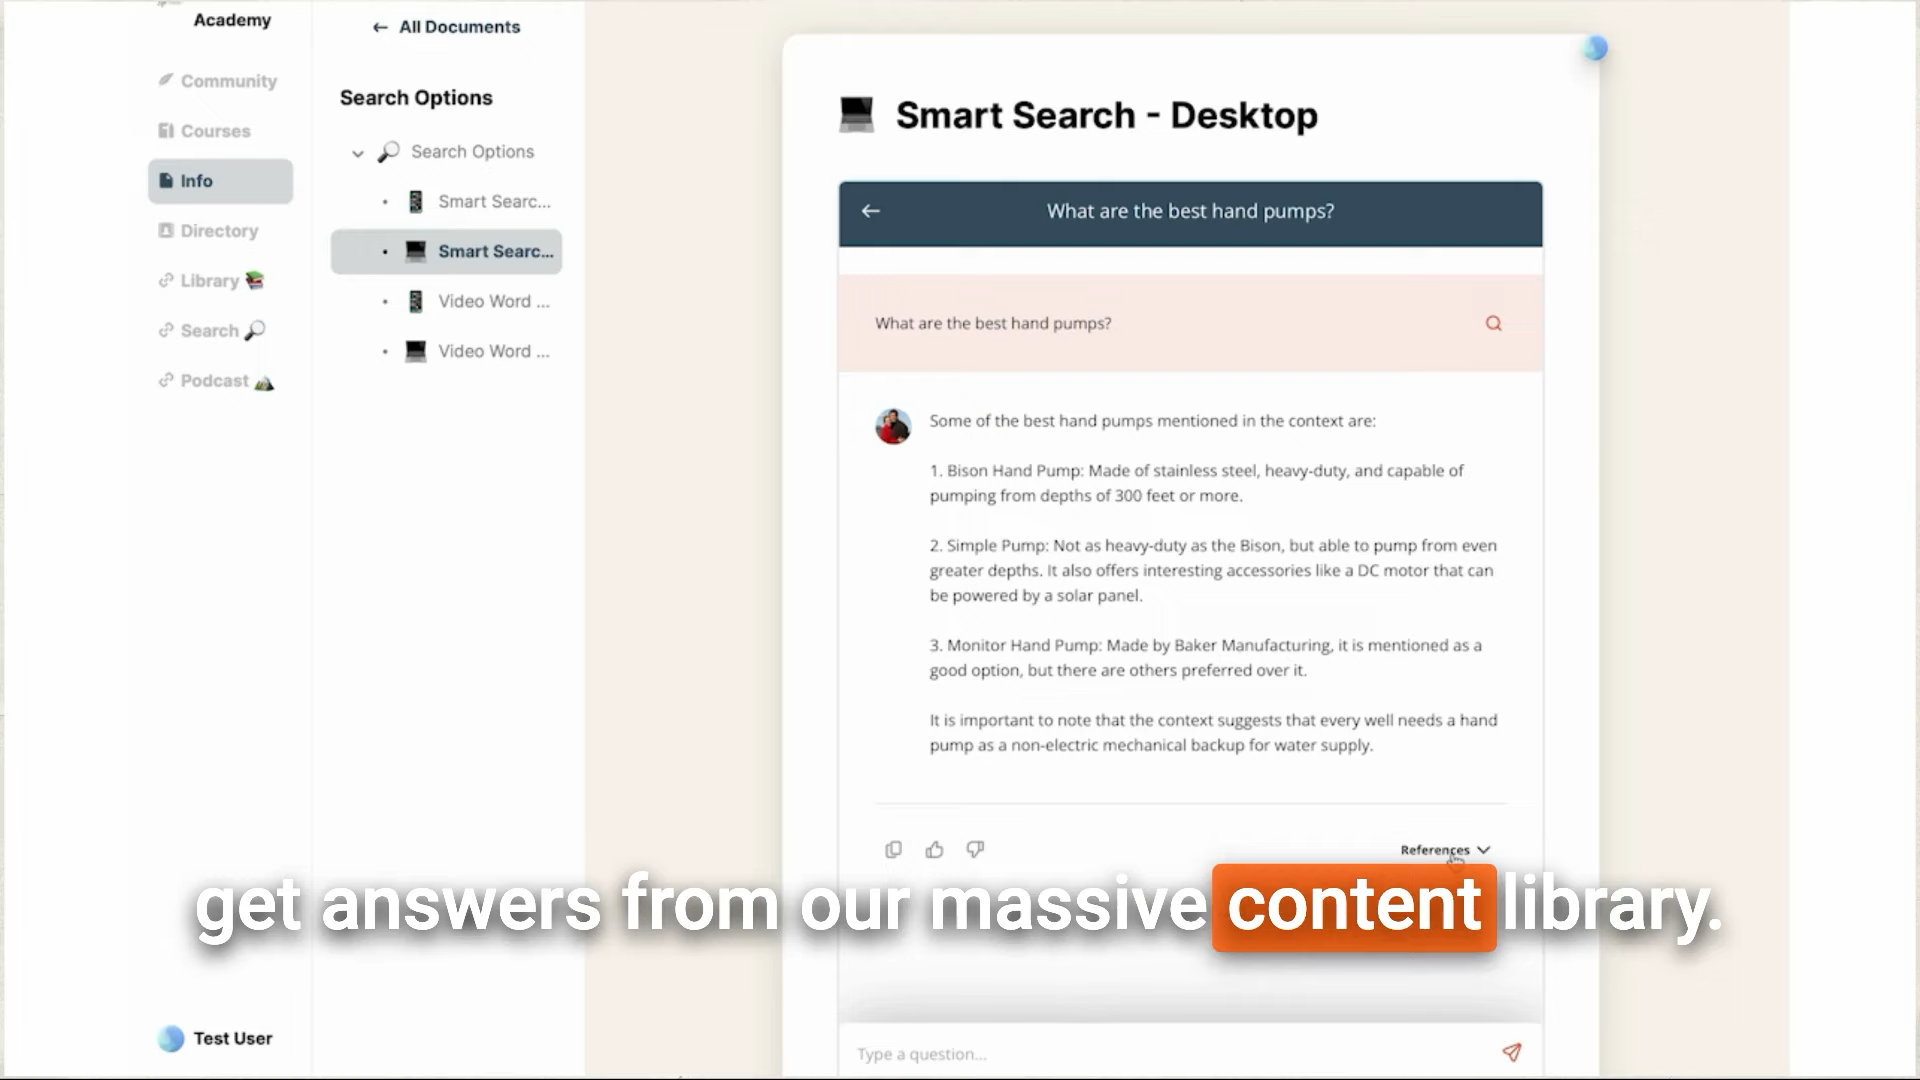 Academy
Community
Courses
Info
Directory
Library
Search
Podcast
Test User
← All Documents
Search Options
Search Options
Smart Searc...
Smart Searc...
Video Word ...
Video Word ...
Smart Search - Desktop
What are the best hand pumps?
What are the best hand pumps?
Some of the best hand pumps mentioned in the context are:
1. Bison Hand Pump: Made of stainless steel, heavy-duty, and capable of
pumping from depths of 300 feet or more.
2. Simple Pump: Not as heavy-duty as the Bison, but able to pump from even
greater depths. It also offers interesting accessories like a DC motor that can
be powered by a solar panel.
3. Monitor Hand Pump: Made by Baker Manufacturing, it is mentioned as a
good option, but there are others preferred over it.
It is important to note that the context suggests that every well needs a hand
pump as a non-electric mechanical backup for water supply.
References
get answers from our massive content library.
Type a question...